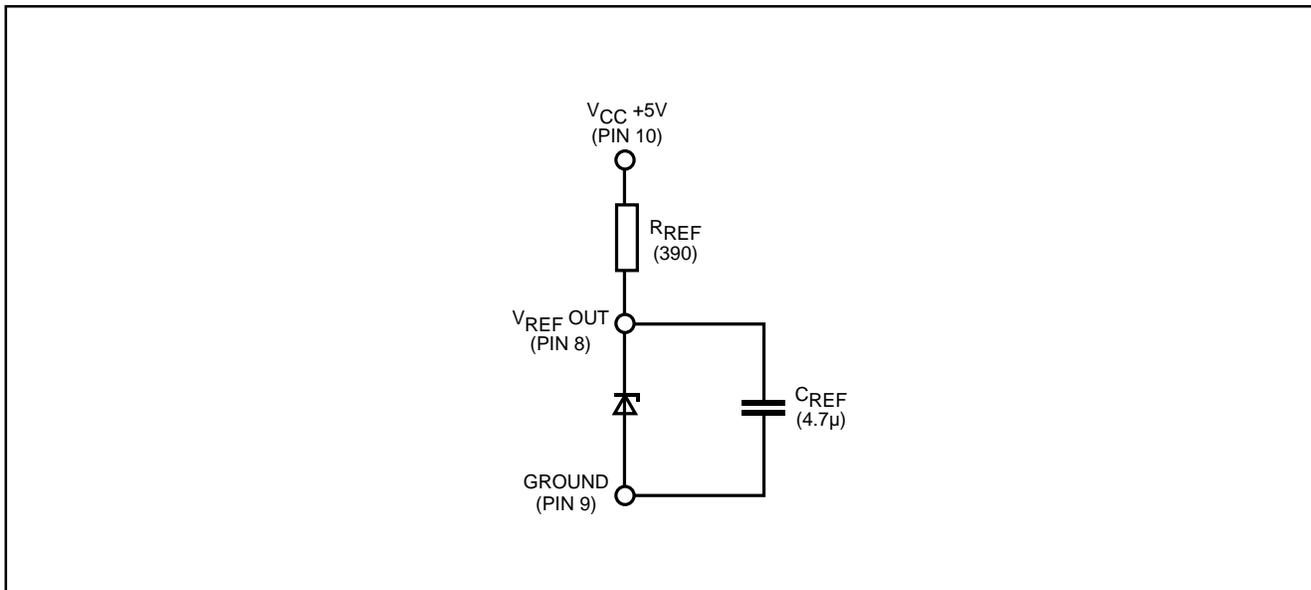 VCC +5V
(PIN 10)
RREF
(390)
VREF OUT
(PIN 8)
CREF
(4.7µ)
GROUND
(PIN 9)